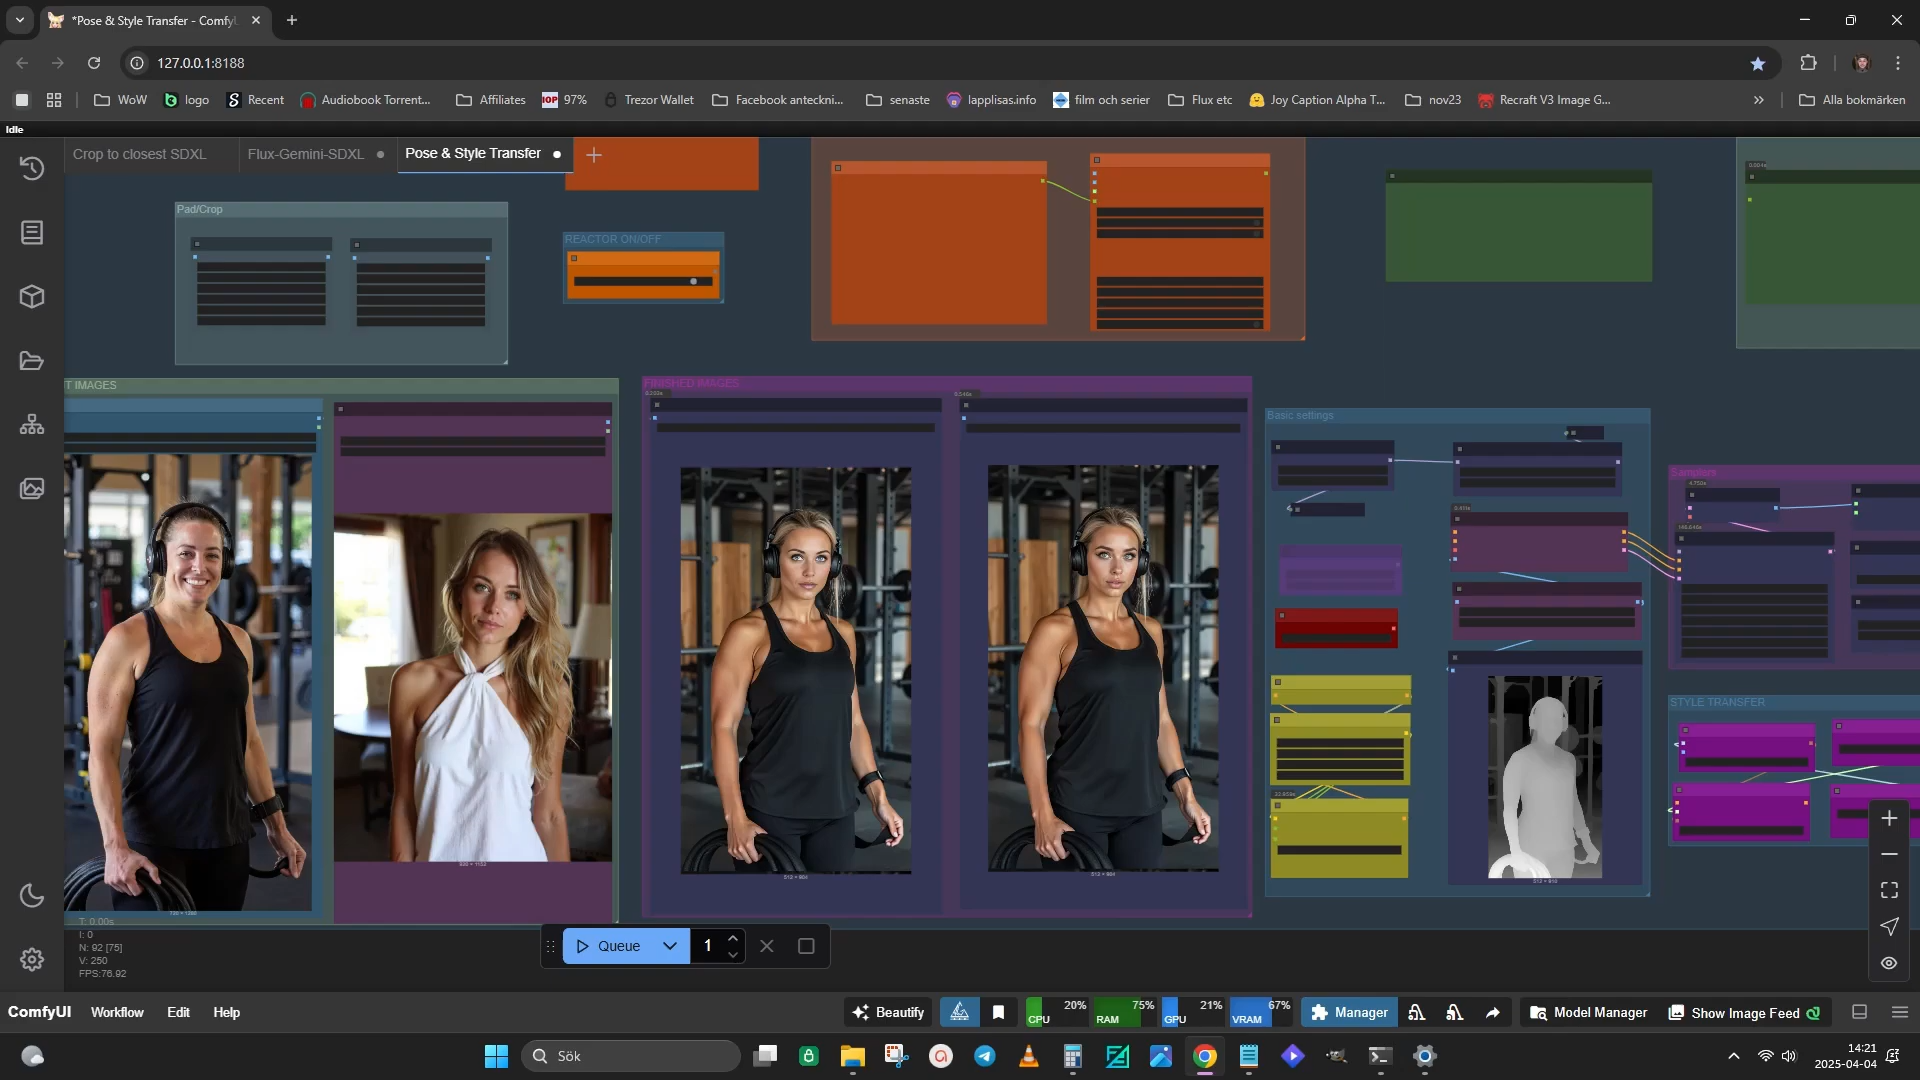 *Pose & Style Transfer - ComfyU
127.0.0.1:8188
WoW
logo
Recent
Audiobook Torrent...
Affiliates
IOP 97%
Trezor Wallet
Facebook anteckni...
senaste
lapplisas.info
film och serier
Flux etc
Joy Caption Alpha T...
nov23
Recraft V3 Image G...
Alla bokmärken
Idle
Crop to closest SDXL
Flux-Gemini-SDXL
Pose & Style Transfer
Pad/Crop
REACTOR ON/OFF
T IMAGES
FINISHED IMAGES
Basic settings
Samplers
STYLE TRANSFER
T: 0.00s
I: 0
N: 92 [75]
V: 250
FPS:76.92
Queue
1
ComfyUI
Workflow
Edit
Help
Beautify
CPU 20%
RAM 75%
GPU 21%
VRAM 67%
Manager
Model Manager
Show Image Feed
Sök
14:21
2025-04-04